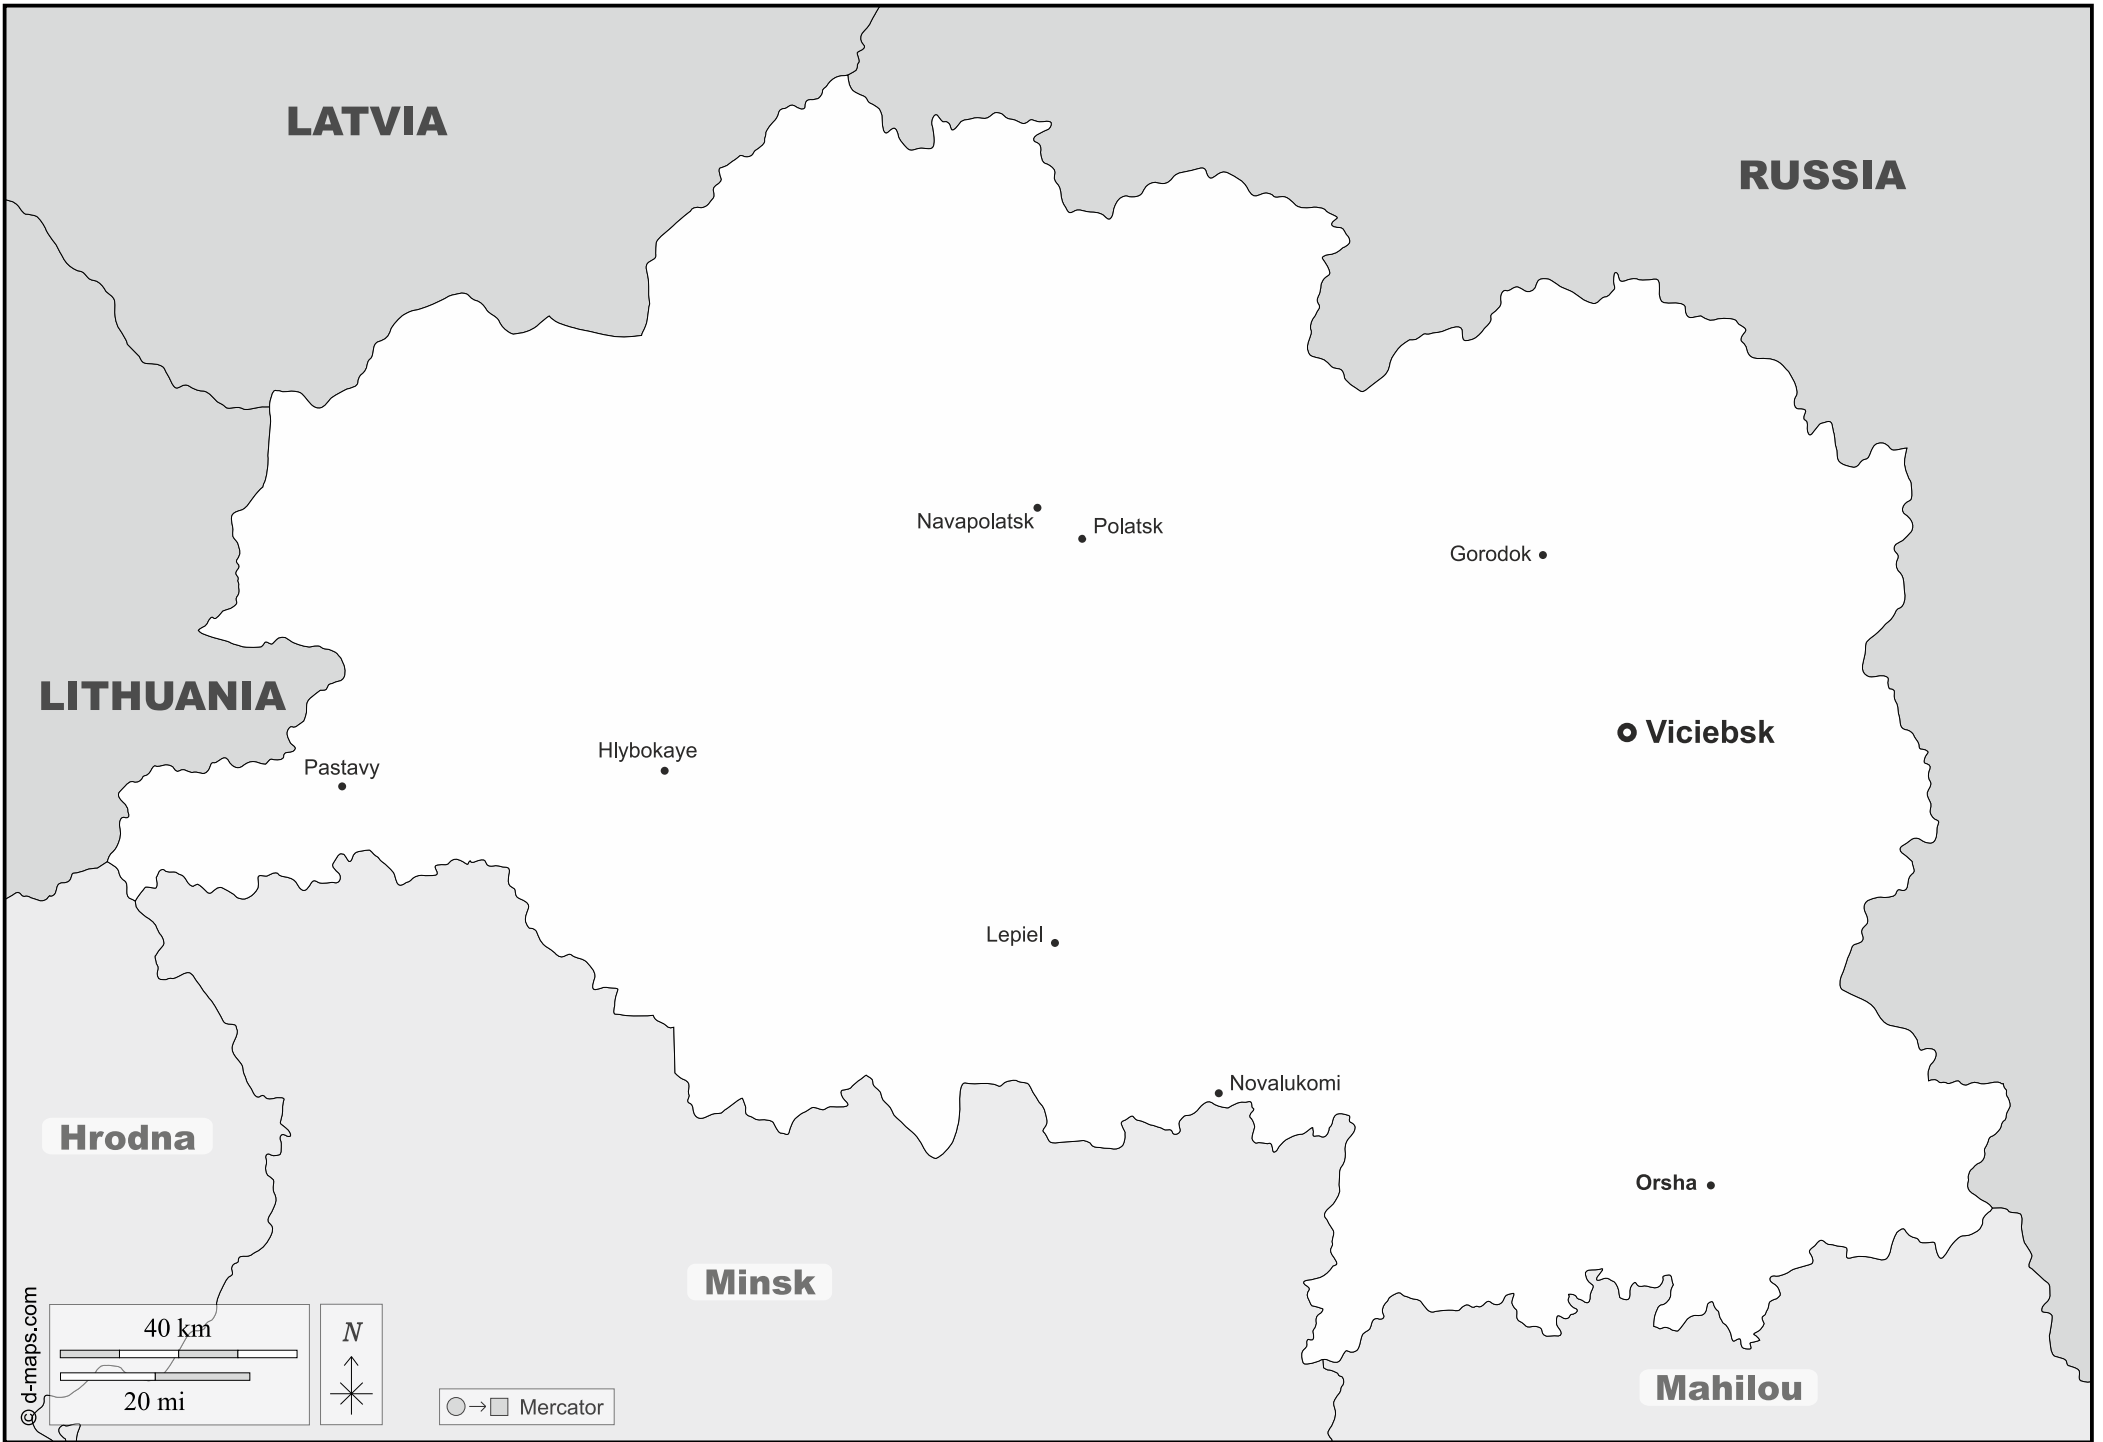 LATVIA
RUSSIA
Navapolatsk
Polatsk
Gorodok
LITHUANIA
Viciebsk
Hlybokaye
Pastavy
Lepiel
Novalukomi
Hrodna
Orsha
Minsk
40 km
20 mi
N
Mercator
Mahilou
© d-maps.com